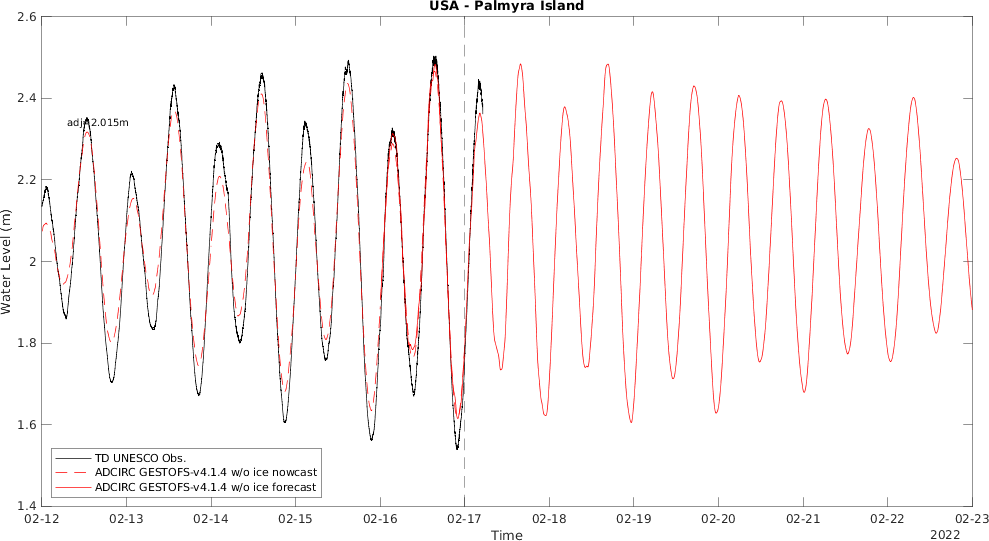 USA - Palmyra Island
2.6
2.4
2.2
2
1.8
1.6
1.4
Water Level (m)
adj: 2.015m
TD UNESCO Obs.
ADCIRC GESTOFS-v4.1.4 w/o ice nowcast
ADCIRC GESTOFS-v4.1.4 w/o ice forecast
02-12 02-13 02-14 02-15 02-16 02-17 02-18 02-19 02-20 02-21 02-22 02-23
Time
2022